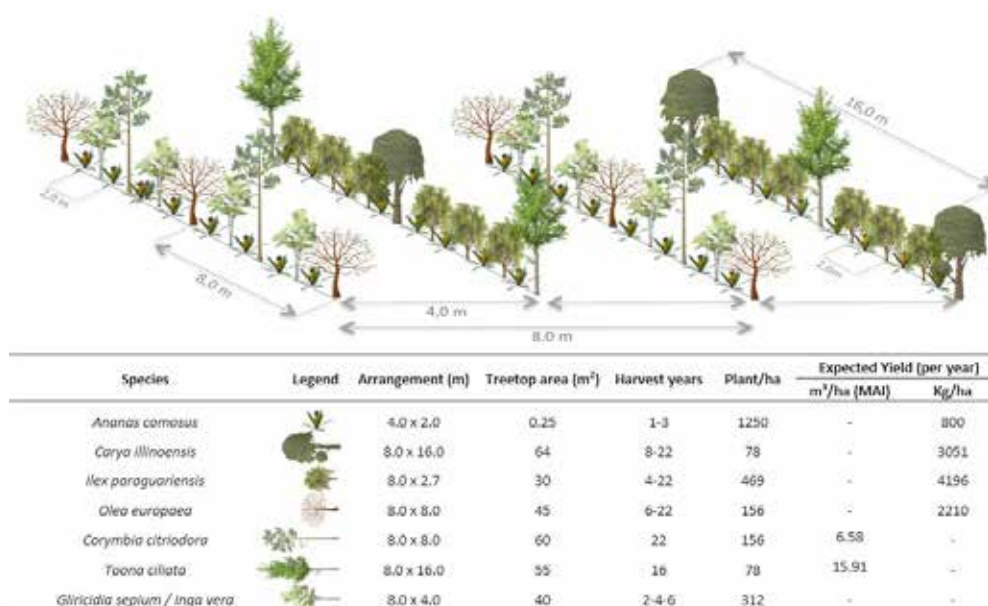 16,0 m
2,0 m
2,0m
8,0 m
4,0 m
8,0 m
Species Legend Arrangement (m) Treetop area (m²) Harvest years Plant/ha Expected Yield (per year)
m³/ha (MAI) Kg/ha
Ananas comosus 4.0 x 2.0 0.25 1-3 1250 - 800
Carya illinoensis 8.0 x 16.0 64 8-22 78 - 3051
Ilex paraguariensis 8.0 x 2.7 30 4-22 469 - 4196
Olea europaea 8.0 x 8.0 45 6-22 156 - 2210
Corymbia citriodora 8.0 x 8.0 60 22 156 6.58 -
Toona ciliata 8.0 x 16.0 55 16 78 15.91 -
Gliricidia sepium / Inga vera 8.0 x 4.0 40 2-4-6 312 - -